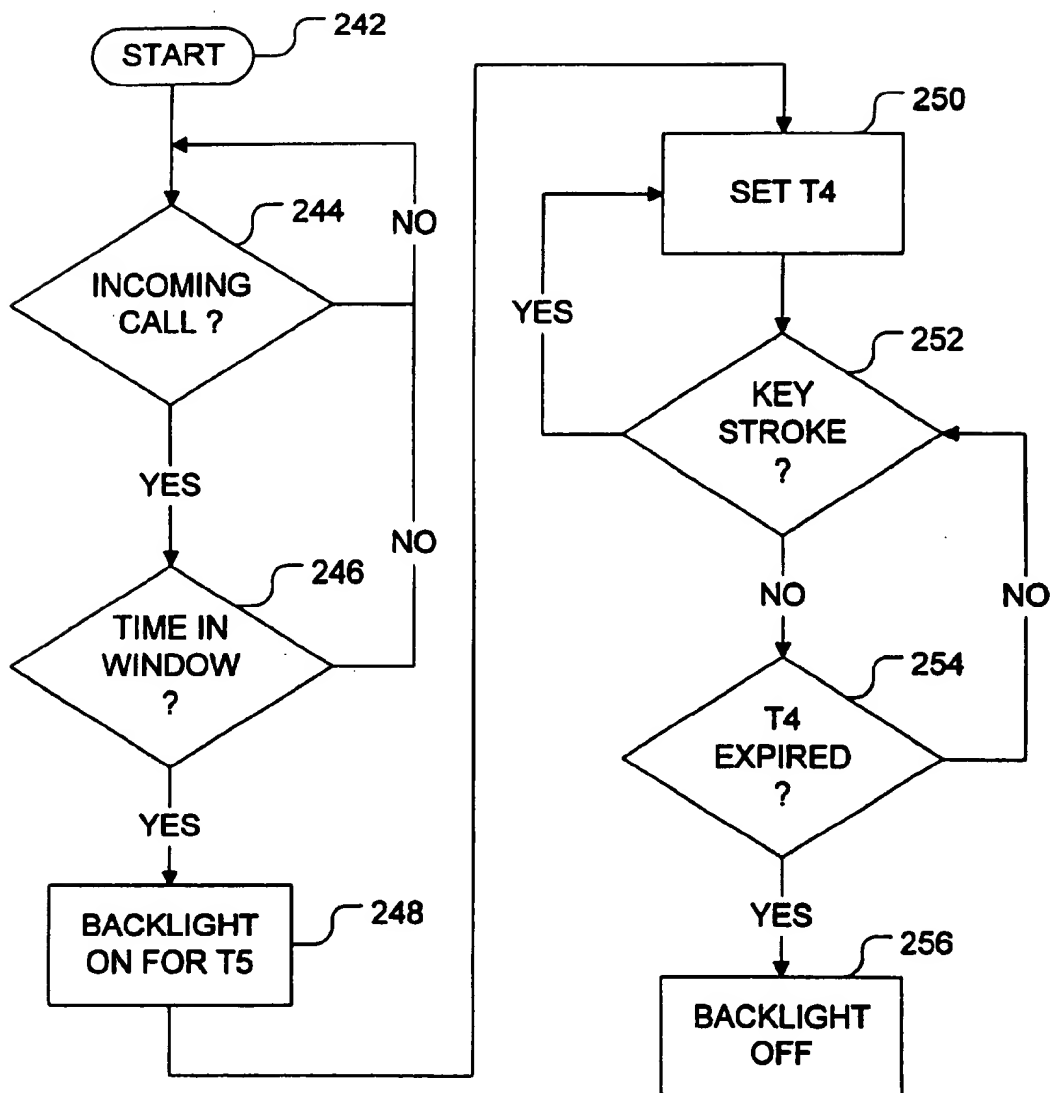 START
242
244
NO
INCOMING
CALL ?
YES
NO
246
TIME IN
WINDOW
?
YES
BACKLIGHT
ON FOR T5
248
250
SET T4
YES
252
KEY
STROKE
?
NO
NO
254
T4
EXPIRED
?
YES
256
BACKLIGHT
OFF